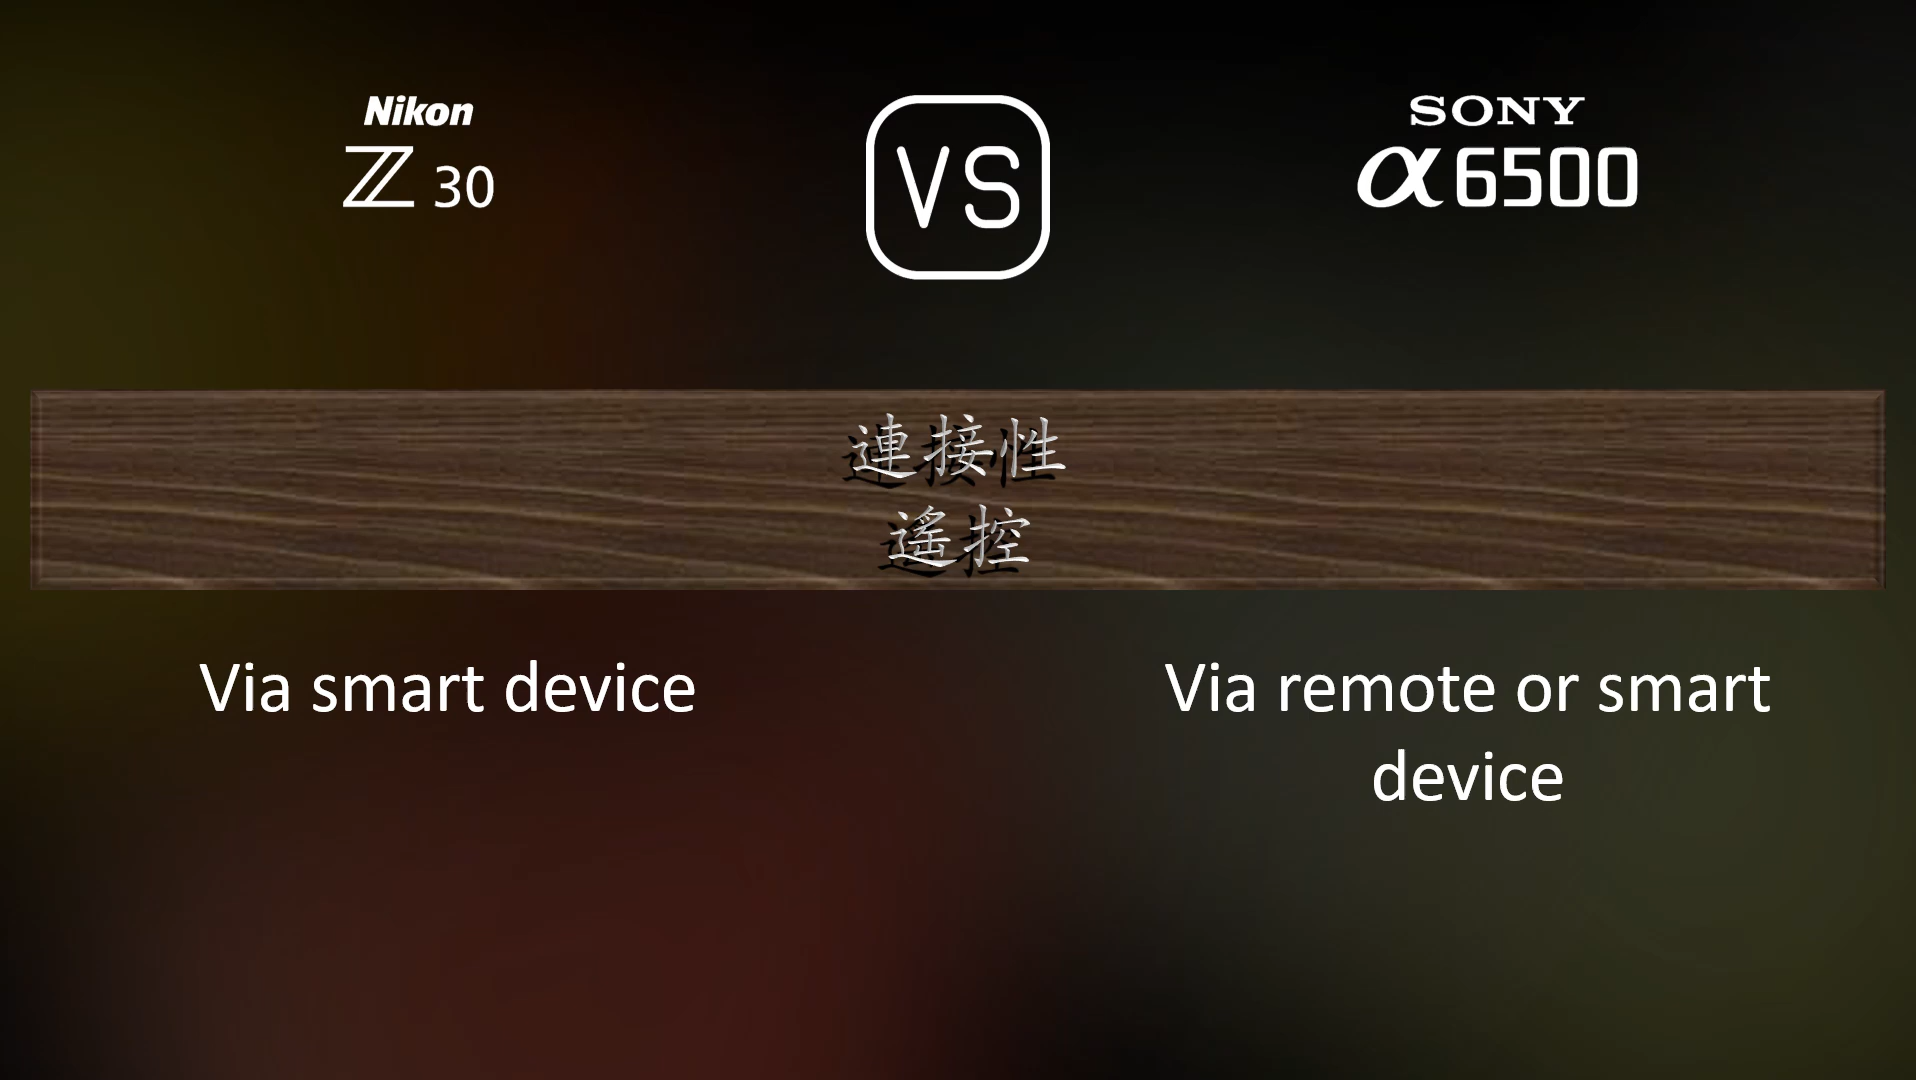 Nikon
Z 30
VS
SONY
α6500
連接性
遙控
Via smart device
Via remote or smart
device